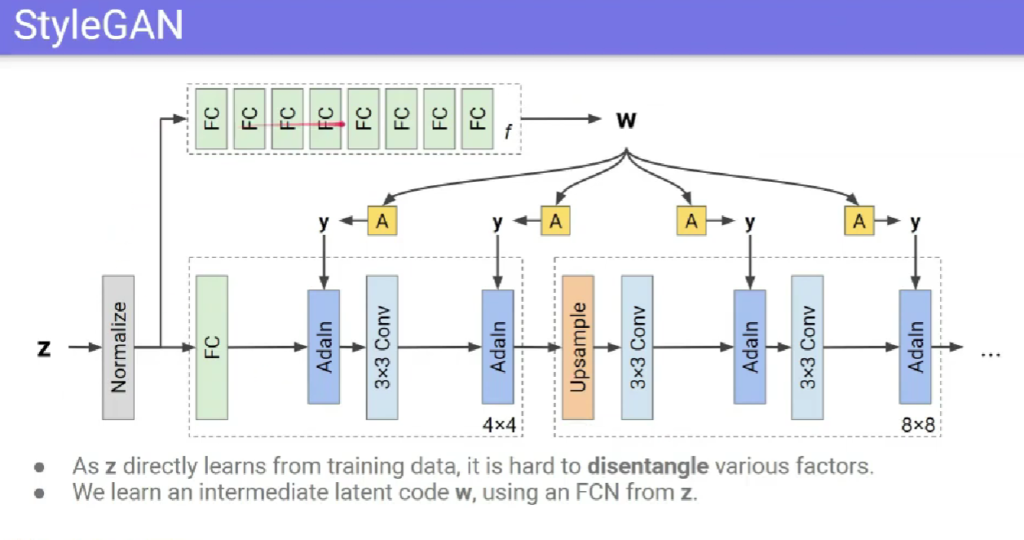 StyleGAN
FC FC FC FC FC FC FC FC f
w
y A y A A y A y
z
Normalize
FC
AdaIn
3×3 Conv
AdaIn
4×4
Upsample
3×3 Conv
AdaIn
3×3 Conv
AdaIn
8×8
...
● As z directly learns from training data, it is hard to disentangle various factors.
● We learn an intermediate latent code w, using an FCN from z.